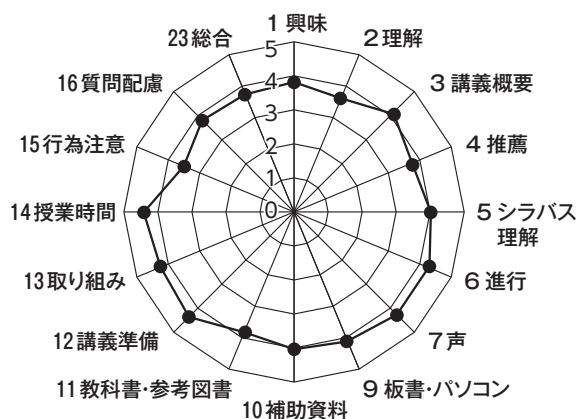 1 興味
2 理解
3 講義概要
4 推薦
5 シラバス
理解
6 進行
7 声
9 板書・パソコン
10 補助資料
11 教科書・参考図書
12 講義準備
13 取り組み
14 授業時間
15 行為注意
16 質問配慮
23 総合
5
4
3
2
1
0